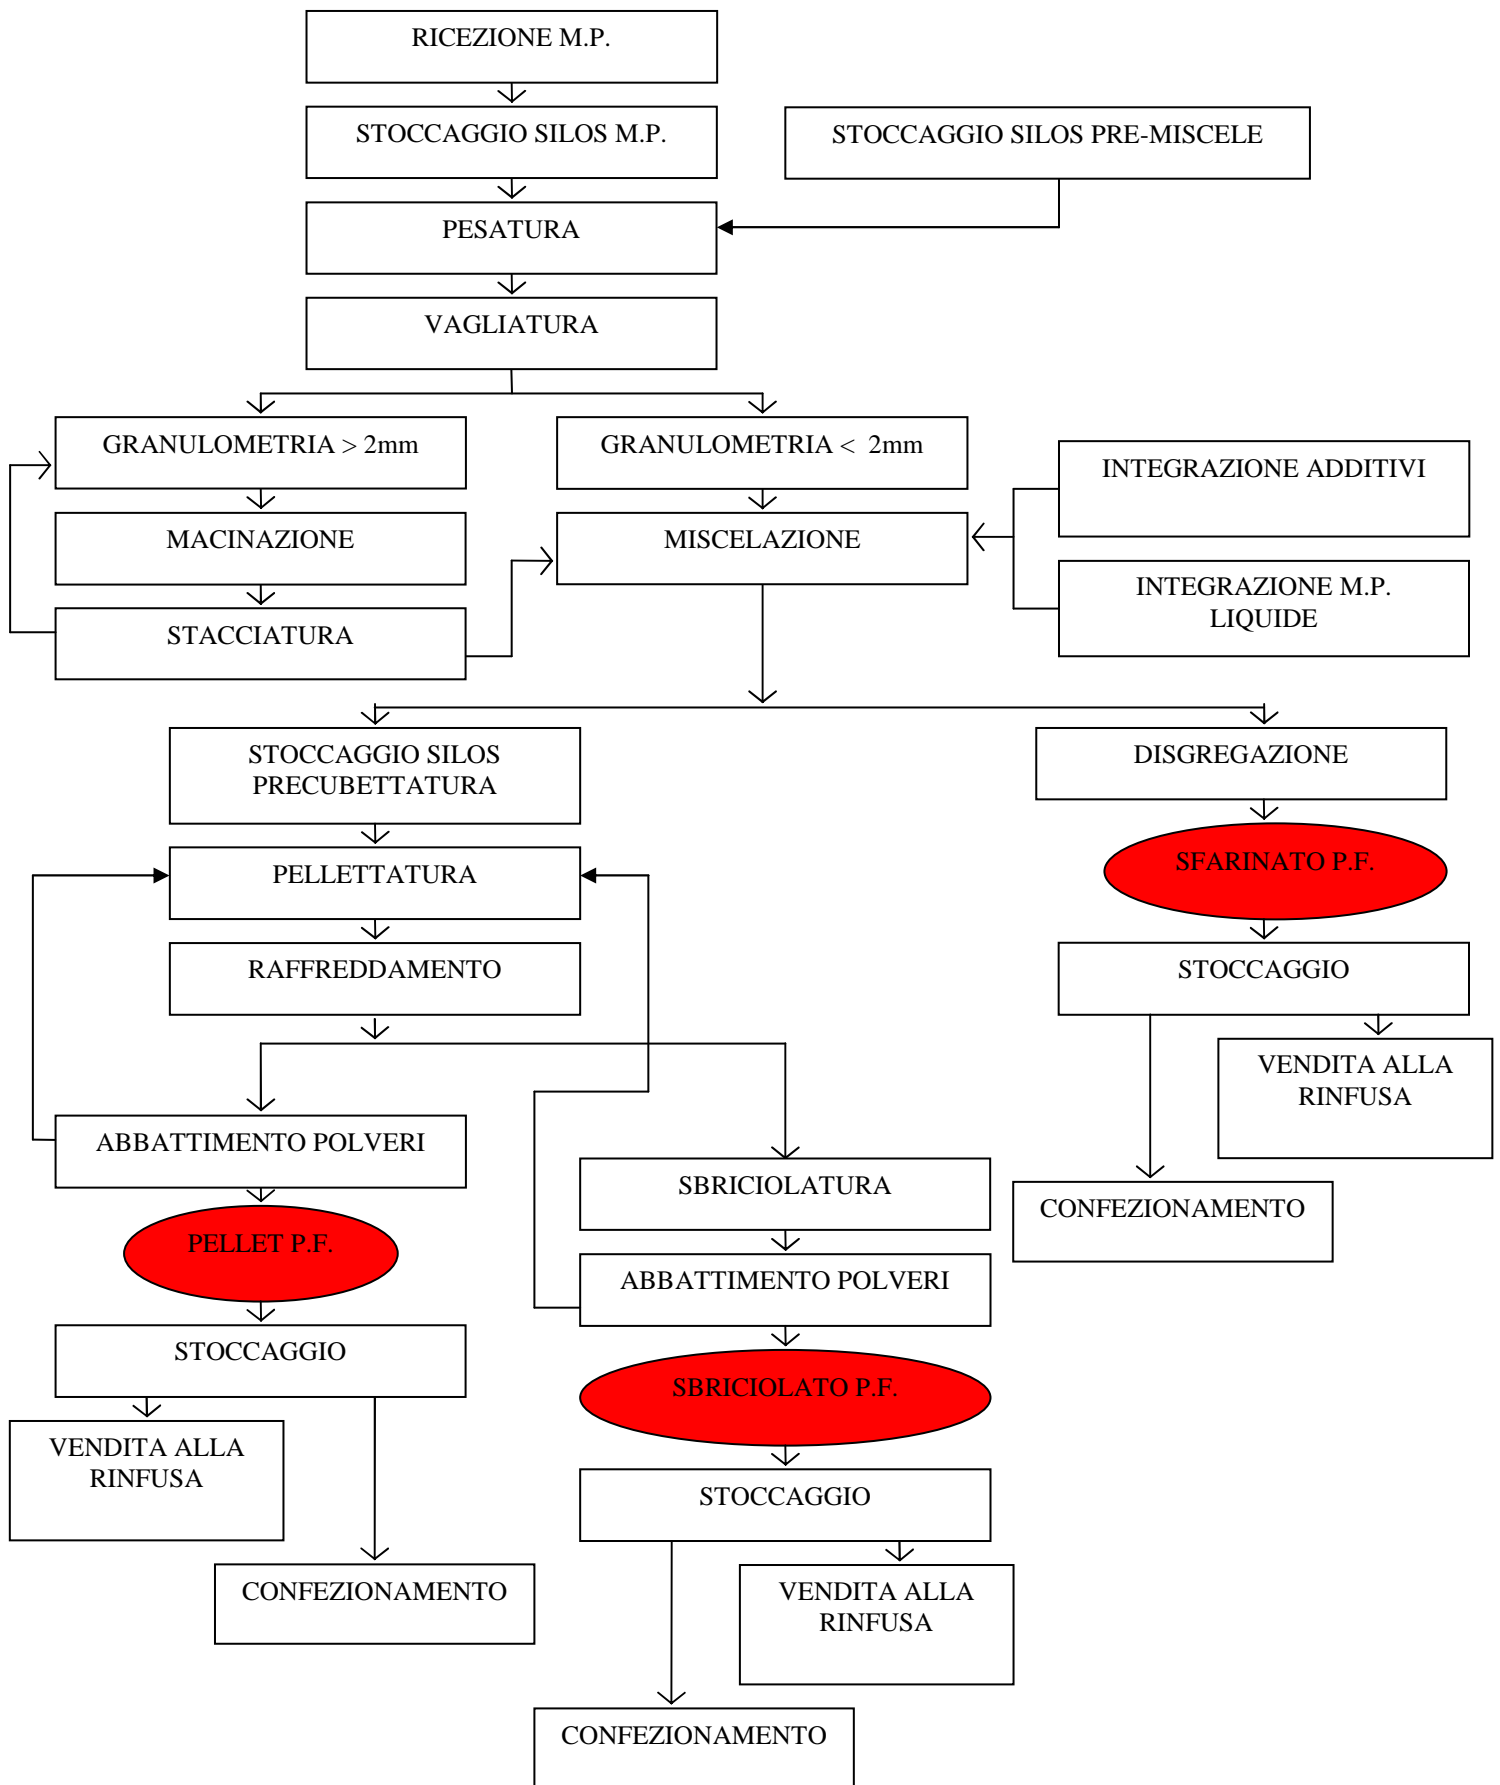 RICEZIONE M.P.
STOCCAGGIO SILOS M.P.
STOCCAGGIO SILOS PRE-MISCELE
PESATURA
VAGLIATURA
GRANULOMETRIA > 2mm
GRANULOMETRIA <  2mm
INTEGRAZIONE ADDITIVI
MACINAZIONE
MISCELAZIONE
INTEGRAZIONE M.P.
LIQUIDE
STACCIATURA
STOCCAGGIO SILOS
PRECUBETTATURA
DISGREGAZIONE
PELLETTATURA
SFARINATO P.F.
RAFFREDDAMENTO
STOCCAGGIO
VENDITA ALLA
RINFUSA
ABBATTIMENTO POLVERI
SBRICIOLATURA
CONFEZIONAMENTO
PELLET P.F.
ABBATTIMENTO POLVERI
STOCCAGGIO
SBRICIOLATO P.F.
VENDITA ALLA
RINFUSA
STOCCAGGIO
CONFEZIONAMENTO
VENDITA ALLA
RINFUSA
CONFEZIONAMENTO